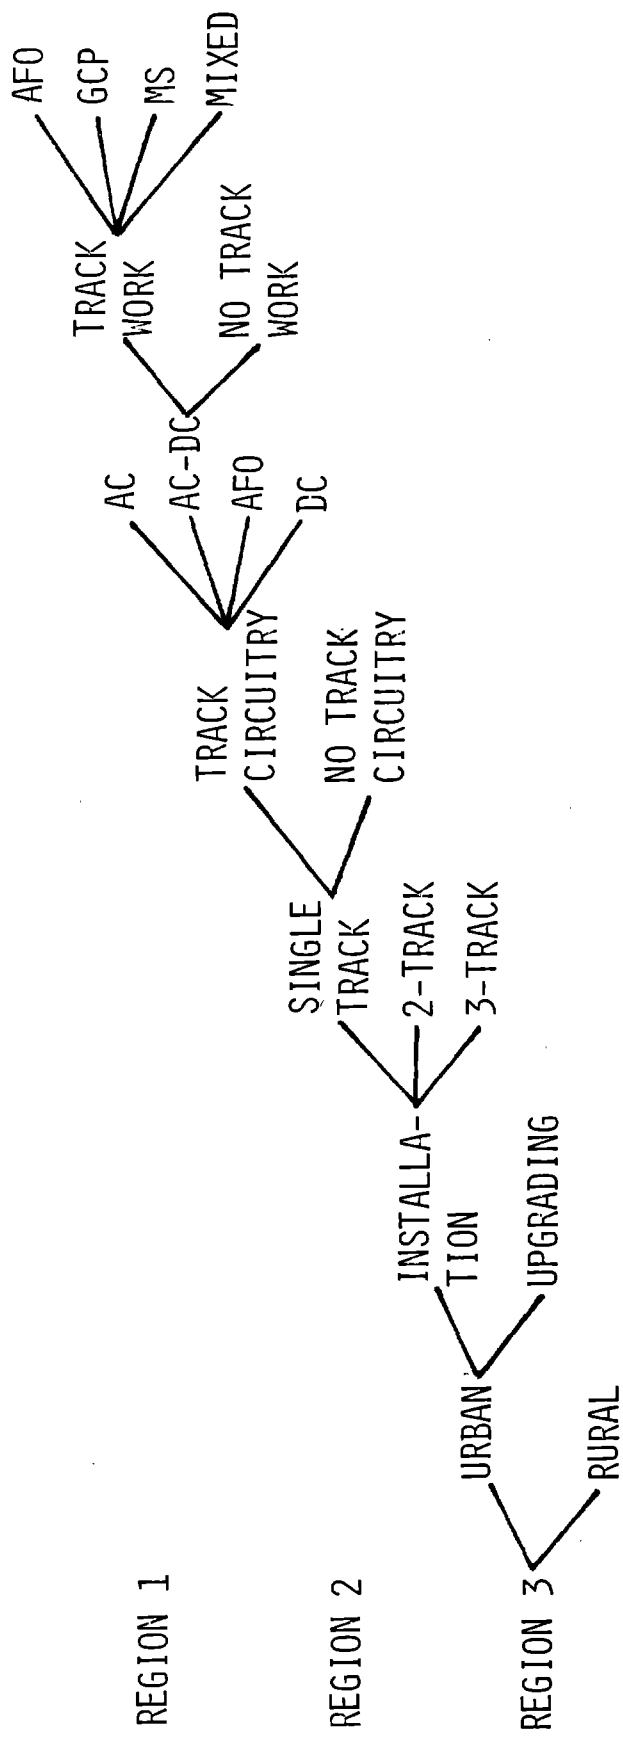 REGION 1
REGION 2
REGION 3
URBAN
RURAL
INSTALLA-
TION
UPGRADING
SINGLE
TRACK
2-TRACK
3-TRACK
TRACK
CIRCUITRY
NO TRACK
CIRCUITRY
AC
AC-DC
AFO
DC
TRACK
WORK
NO TRACK
WORK
AFO
GCP
MS
MIXED